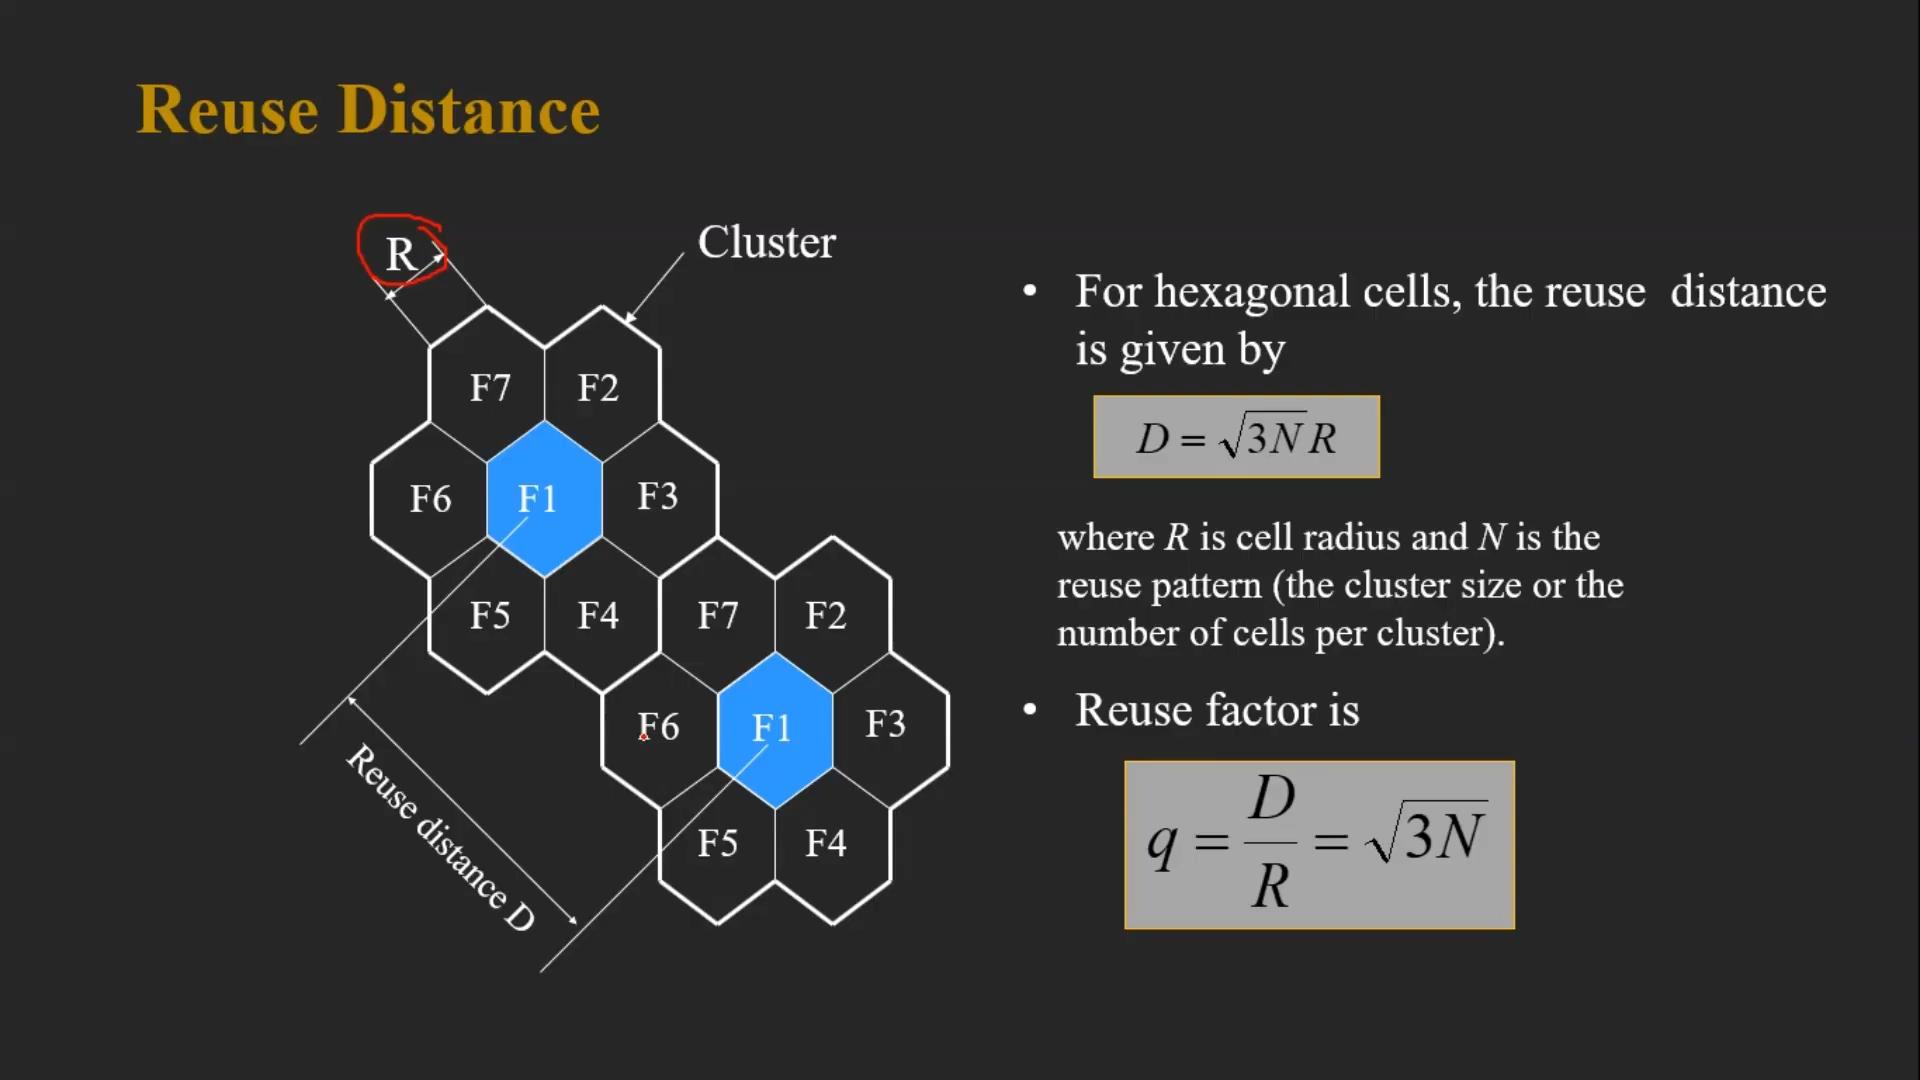 Reuse Distance
R
Cluster
F7 F2
F6 F1 F3
F5 F4 F7 F2
F6 F1 F3
F5 F4
Reuse distance D
• For hexagonal cells, the reuse distance
is given by
D = √3N R
where R is cell radius and N is the
reuse pattern (the cluster size or the
number of cells per cluster).
• Reuse factor is
q = D/R = √3N